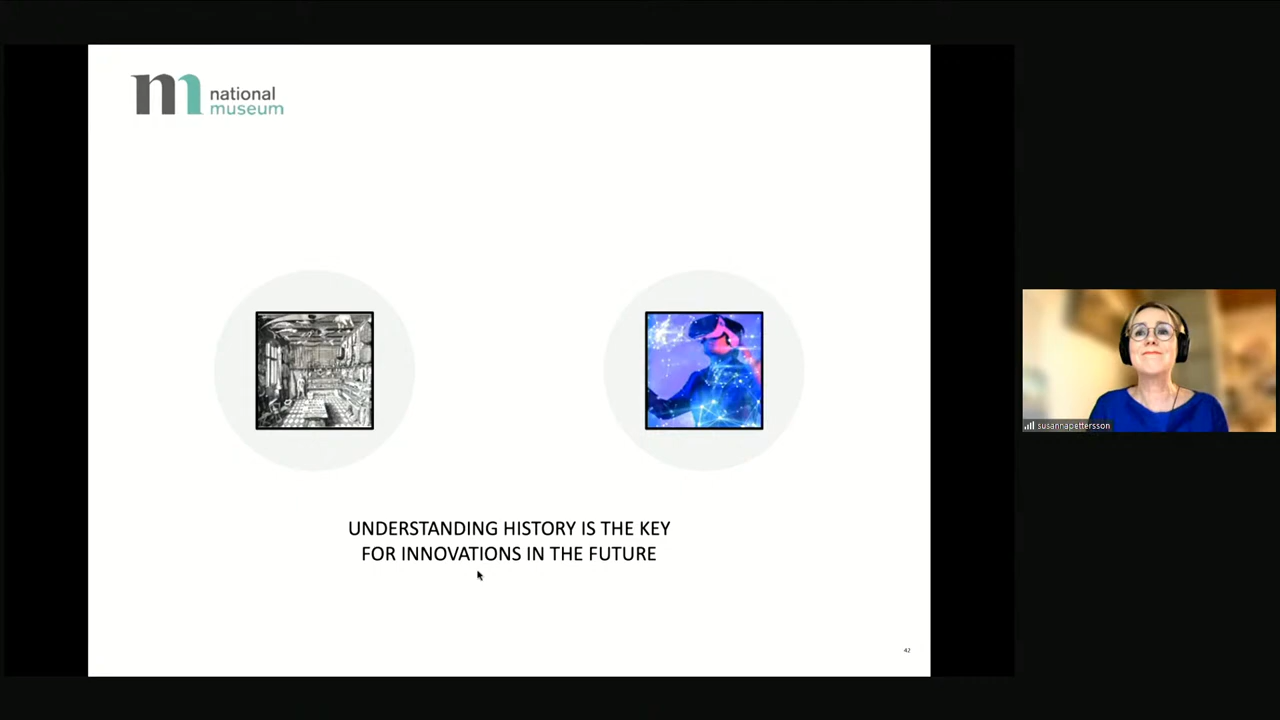 national
museum
UNDERSTANDING HISTORY IS THE KEY
FOR INNOVATIONS IN THE FUTURE
susannapettersson
42